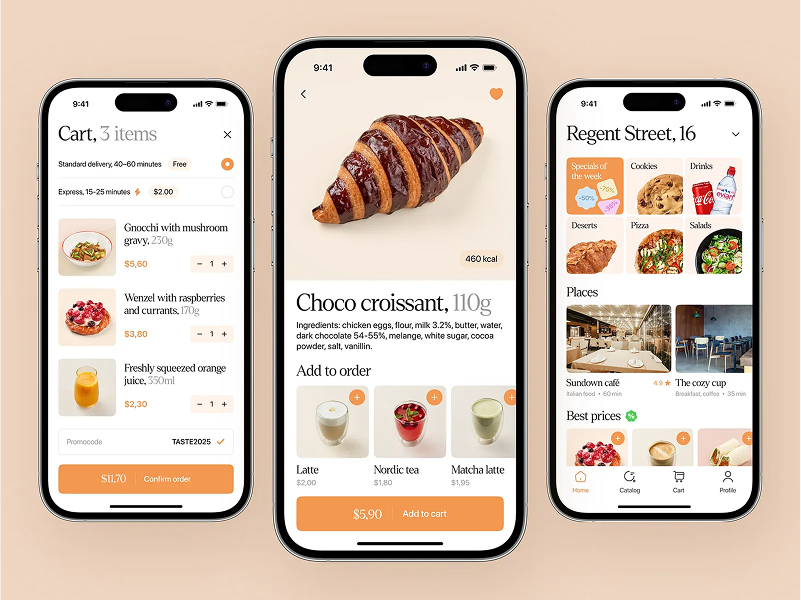 9:41
Cart, 3 items
Standard delivery, 40–60 minutes Free
Express, 15-25 minutes $2.00
Gnocchi with mushroom
gravy, 230g
$5,60
1
Wenzel with raspberries
and currants, 170g
$3,80
1
Freshly squeezed orange
juice, 330ml
$2,30
1
Promocode TASTE2025
$11,70 Confirm order
9:41
460 kcal
Choco croissant, 110g
Ingredients: chicken eggs, flour, milk 3.2%, butter, water,
dark chocolate 54-55%, melange, white sugar, cocoa
powder, salt, vanillin.
Add to order
Latte
$2,00
Nordic tea
$1,80
Matcha latte
$1,95
$5,90 Add to cart
9:41
Regent Street, 16
Specials of
the week
-50%
-76%
-35%
Cookies
Drinks
Coca-Cola
evian
Deserts
Pizza
Salads
Places
Sundown café 4.9 ★
Italian food • 60 min
The cozy cup
Breakfast, coffee • 35 min
Best prices
Home
Catalog
Cart
Profile